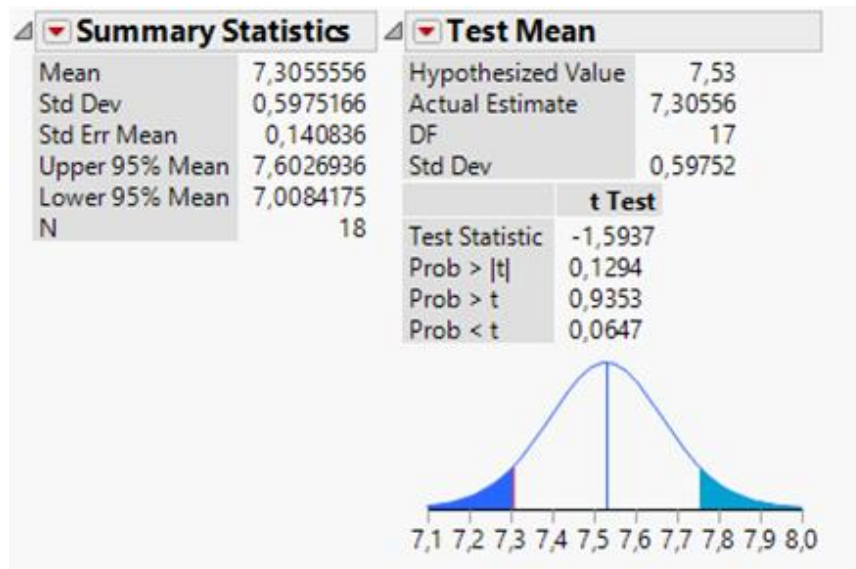 Summary Statistics
Mean 7,3055556
Std Dev 0,5975166
Std Err Mean 0,140836
Upper 95% Mean 7,6026936
Lower 95% Mean 7,0084175
N 18
Test Mean
Hypothesized Value 7,53
Actual Estimate 7,30556
DF 17
Std Dev 0,59752
t Test
Test Statistic -1,5937
Prob > |t| 0,1294
Prob > t 0,9353
Prob < t 0,0647
7,1 7,2 7,3 7,4 7,5 7,6 7,7 7,8 7,9 8,0